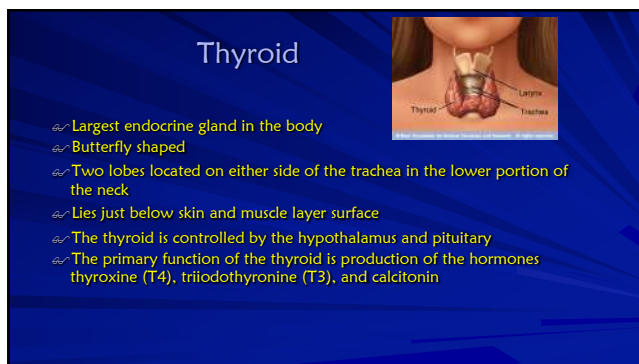 Thyroid
Larynx
Thyroid
Trachea
Largest endocrine gland in the body
Butterfly shaped
Two lobes located on either side of the trachea in the lower portion of
the neck
Lies just below skin and muscle layer surface
The thyroid is controlled by the hypothalamus and pituitary
The primary function of the thyroid is production of the hormones
thyroxine (T4), triiodothyronine (T3), and calcitonin